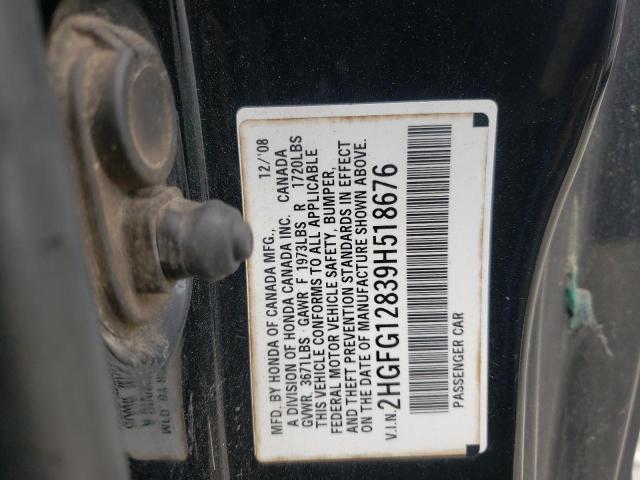 MFD. BY HONDA OF CANADA MFG., 12/'08
A DIVISION OF HONDA CANADA INC. CANADA
GVWR 3671LBS GAWR F 1973LBS R 1720LBS
THIS VEHICLE CONFORMS TO ALL APPLICABLE
FEDERAL MOTOR VEHICLE SAFETY, BUMPER,
AND THEFT PREVENTION STANDARDS IN EFFECT
ON THE DATE OF MANUFACTURE SHOWN ABOVE.
V.I.N. 2HGFG12839H518676
PASSENGER CAR